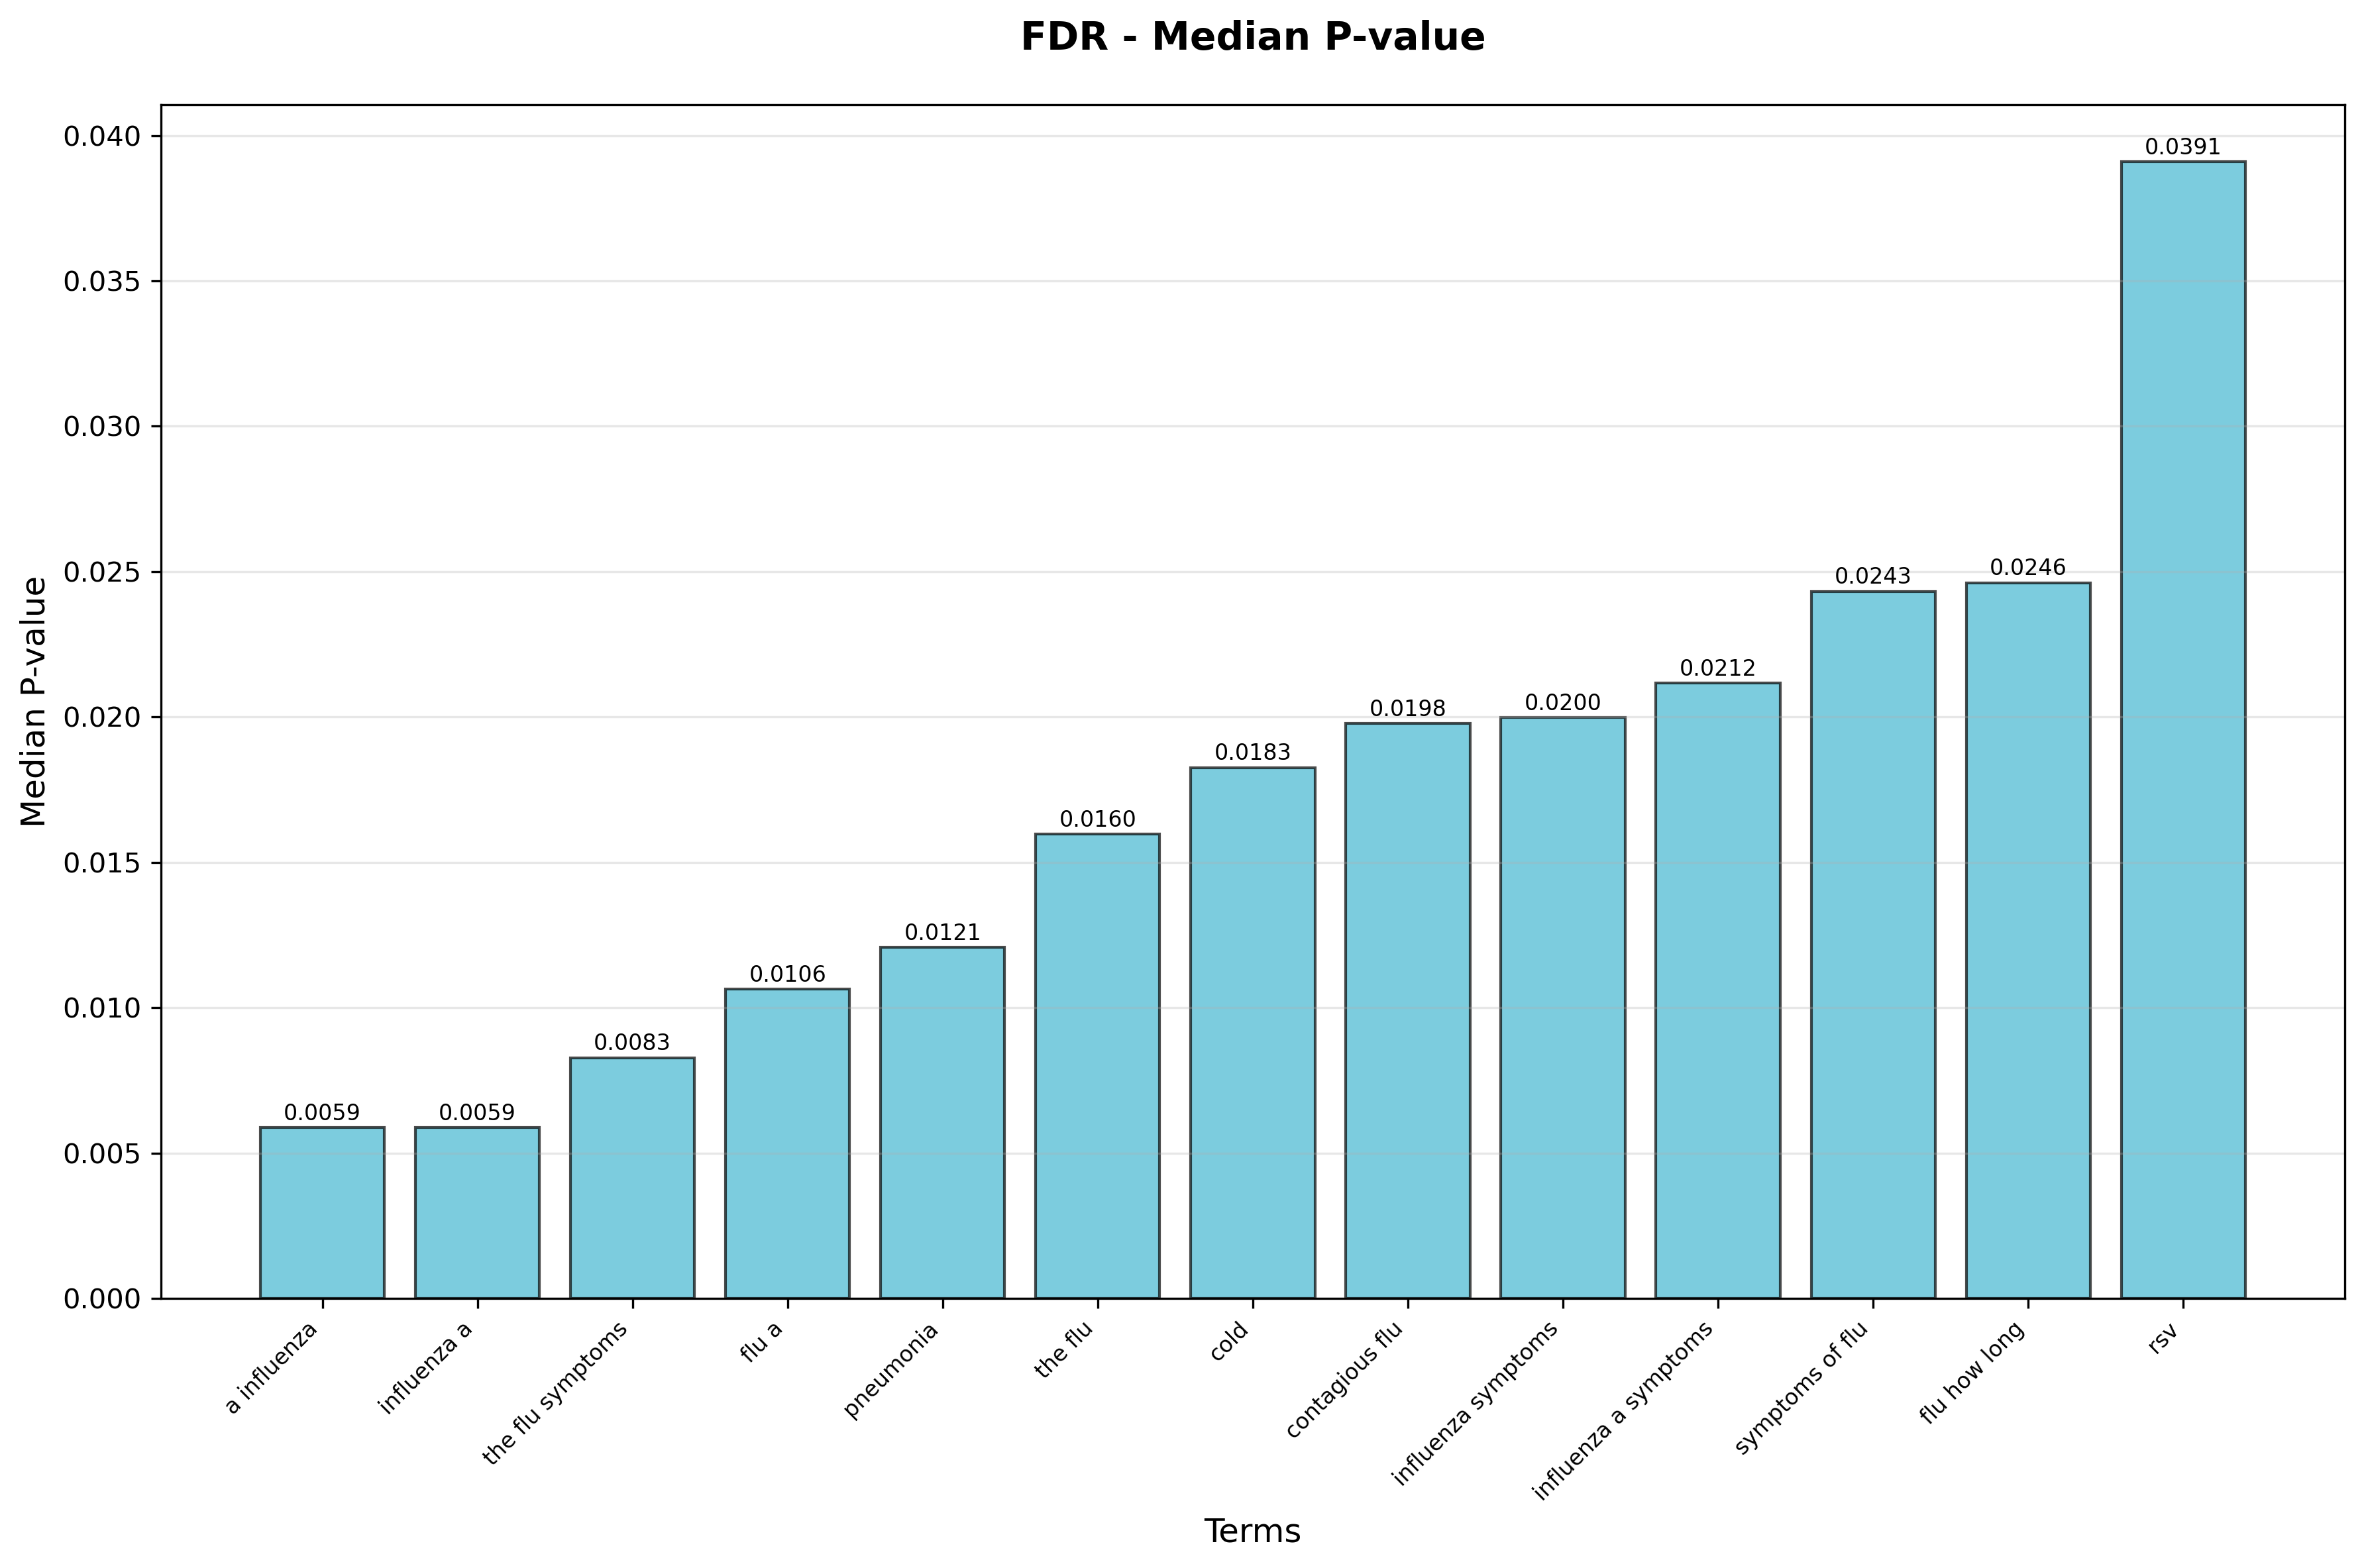 FDR - Median P-value
Median P-value
0.040
0.035
0.030
0.025
0.020
0.015
0.010
0.005
0.000
0.0059
0.0059
0.0083
0.0106
0.0121
0.0160
0.0183
0.0198
0.0200
0.0212
0.0243
0.0246
0.0391
a influenza
influenza a
the flu symptoms
flu a
pneumonia
the flu
cold
contagious flu
influenza symptoms
influenza a symptoms
symptoms of flu
flu how long
rsv
Terms